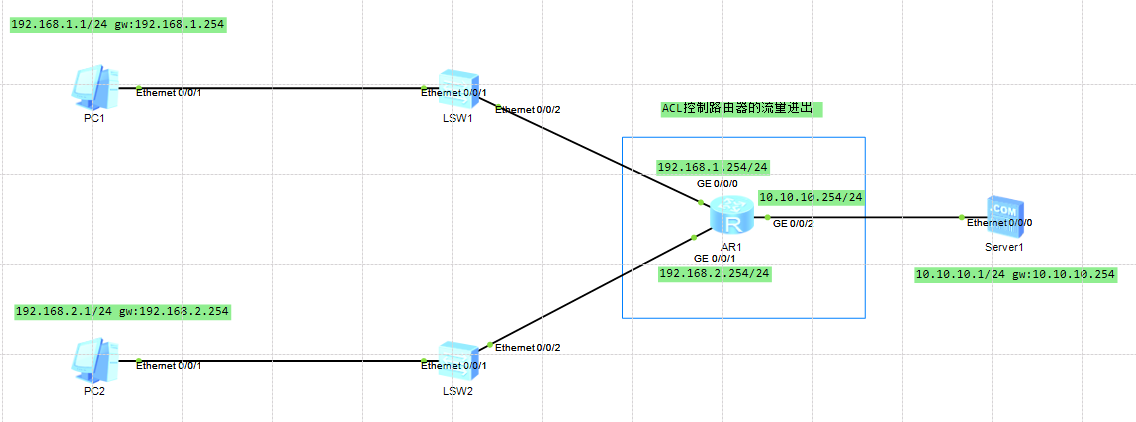 192.168.1.1/24 gw:192.168.1.254
Ethernet 0/0/1
PC1
Ethernet 0/0/1
LSW1
Ethernet 0/0/2
ACL控制路由器的流量进出
192.168.1.254/24
GE 0/0/0
10.10.10.254/24
GE 0/0/2
R
AR1
GE 0/0/1
192.168.2.254/24
.COM
Ethernet 0/0/0
Server1
10.10.10.1/24 gw:10.10.10.254
192.168.2.1/24 gw:192.168.2.254
Ethernet 0/0/1
PC2
Ethernet 0/0/1
LSW2
Ethernet 0/0/2